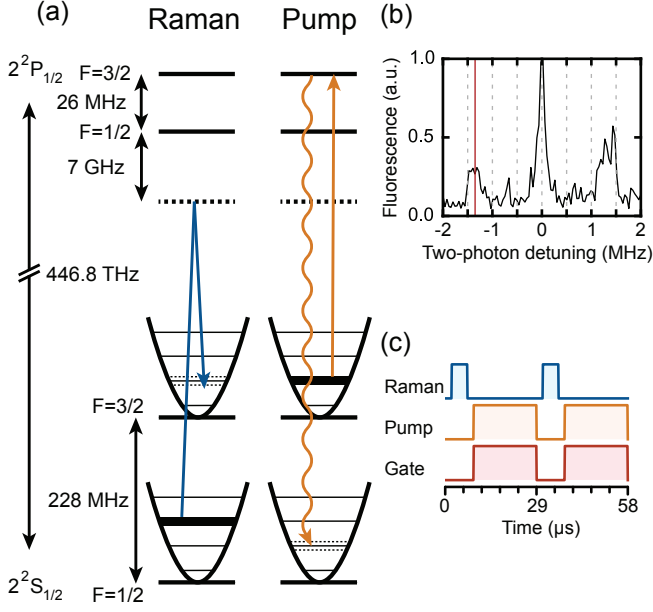 (a)
Raman
Pump
2²P₁/₂
F=3/2
26 MHz
F=1/2
7 GHz
446.8 THz
F=3/2
228 MHz
2²S₁/₂
F=1/2
(b)
Fluorescence (a.u.)
1.0
0.5
0.0
-2 -1 0 1 2
Two-photon detuning (MHz)
(c)
Raman
Pump
Gate
0 29 58
Time (μs)